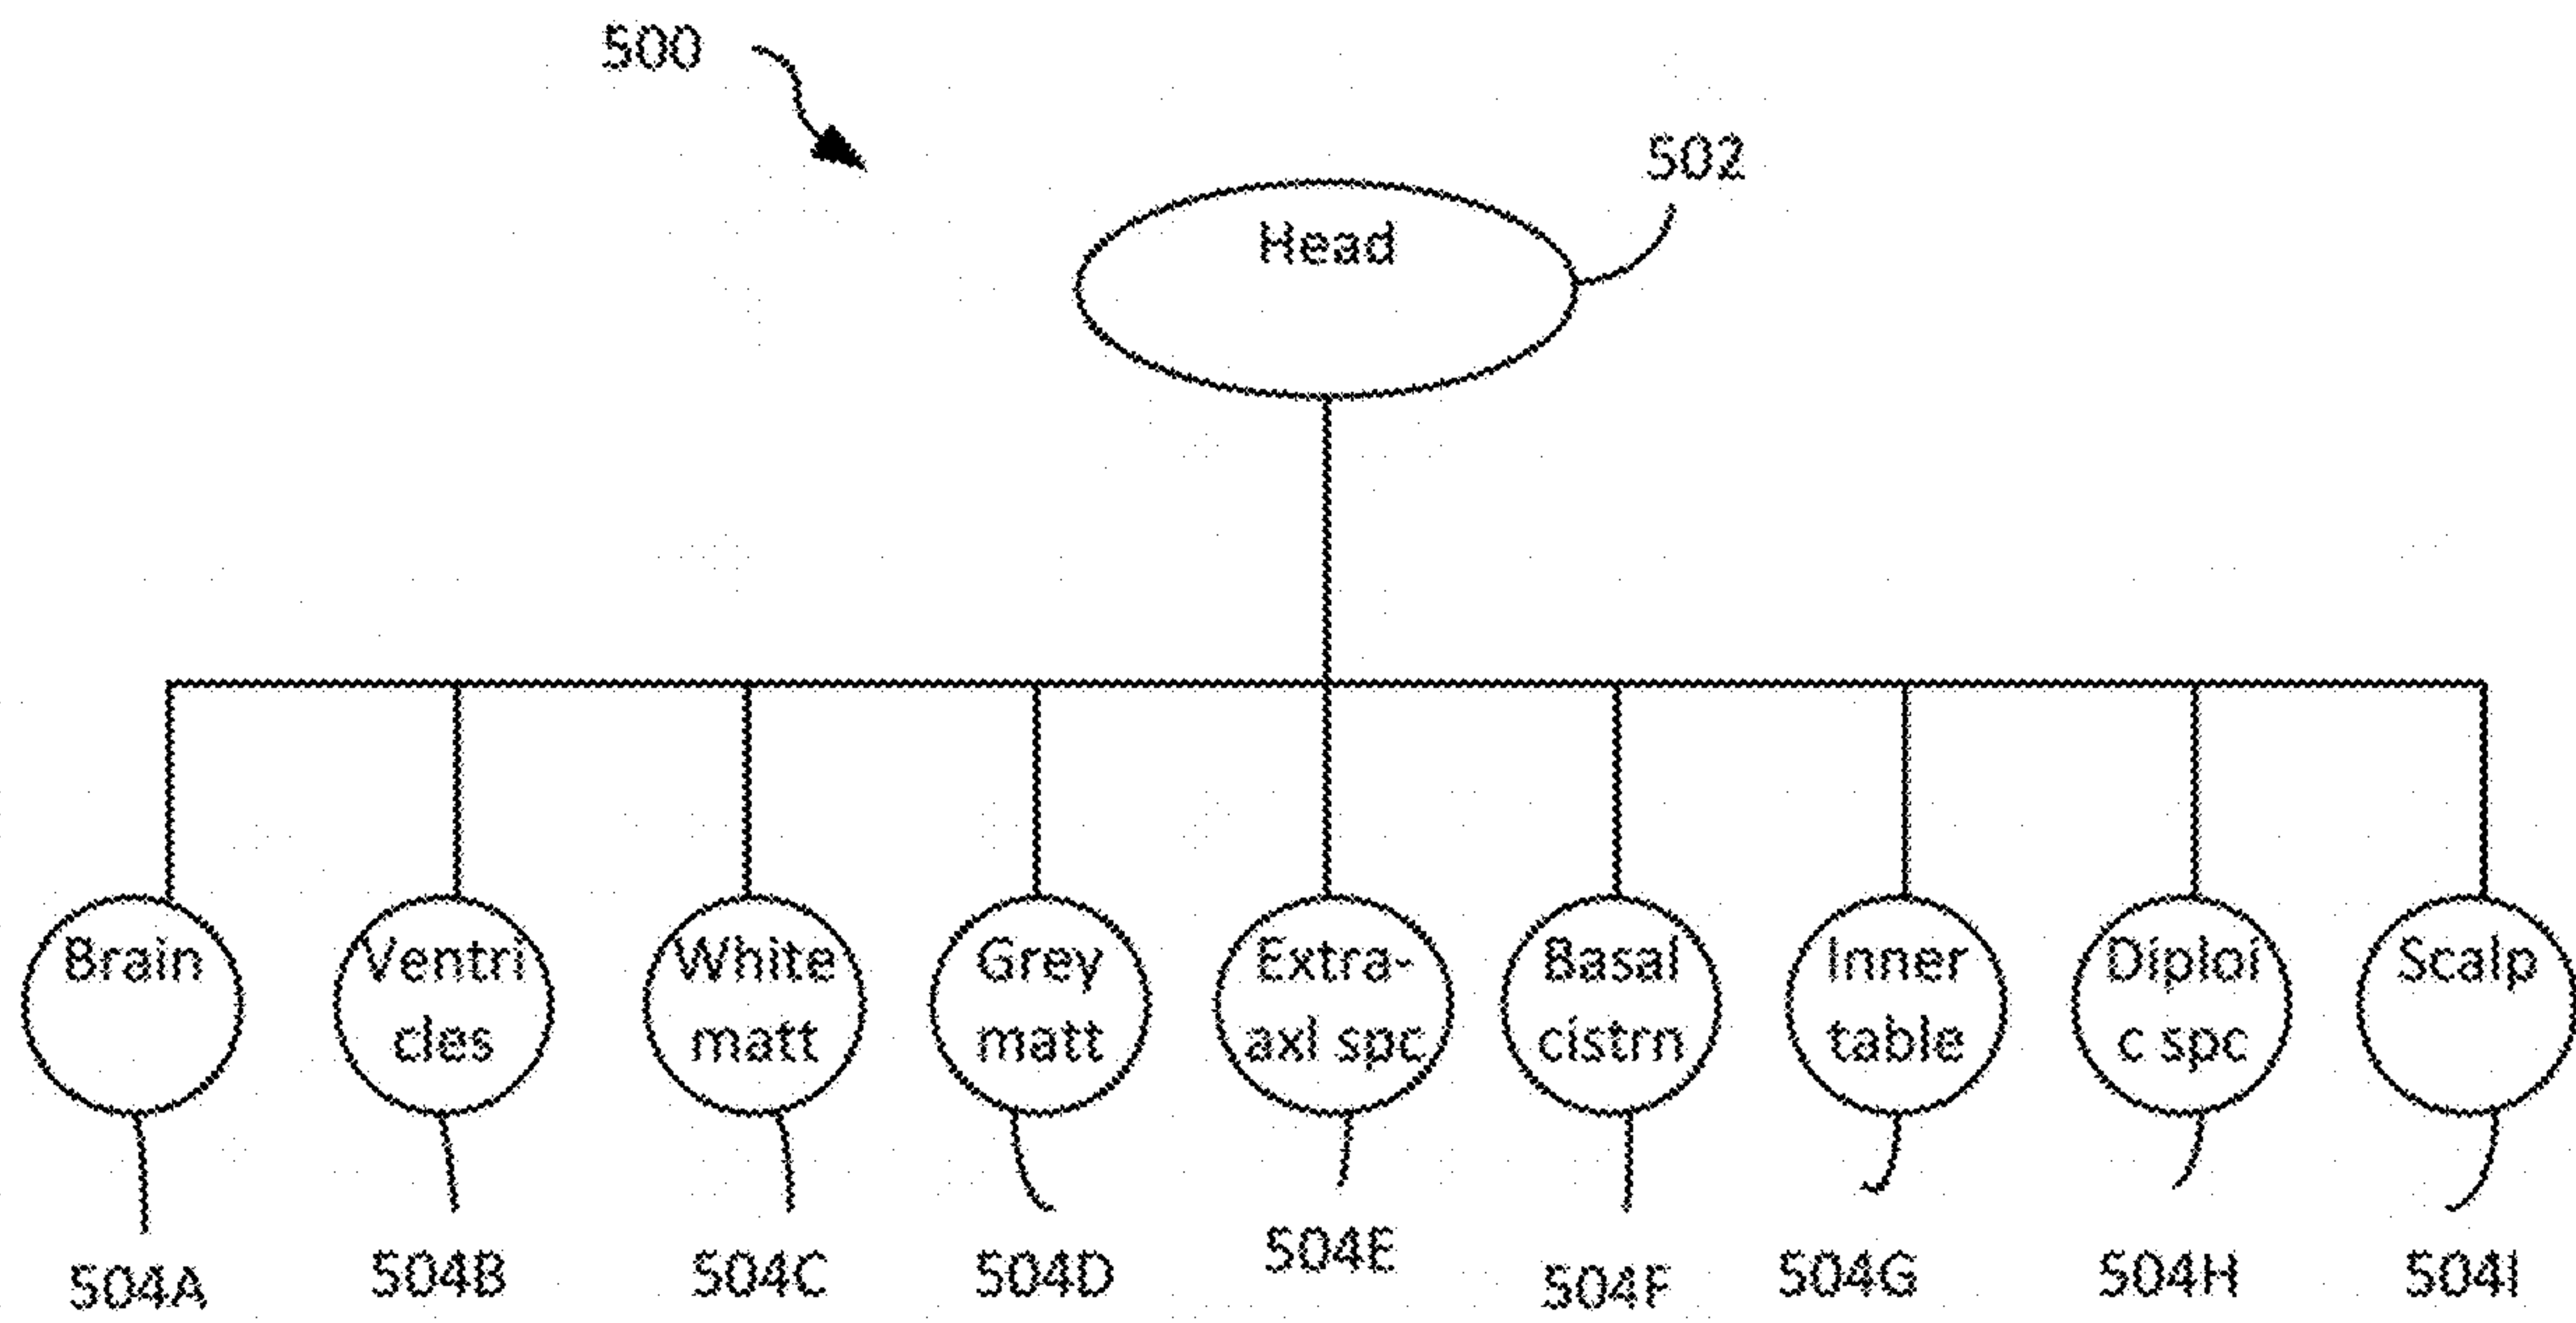 500
502
Head
Brain
Ventri
cles
White
matt
Grey
matt
Extra-
axl spc
Basal
cistrn
Inner
table
Diploi
c spc
Scalp
504A
504B
504C
504D
504E
504F
504G
504H
504I